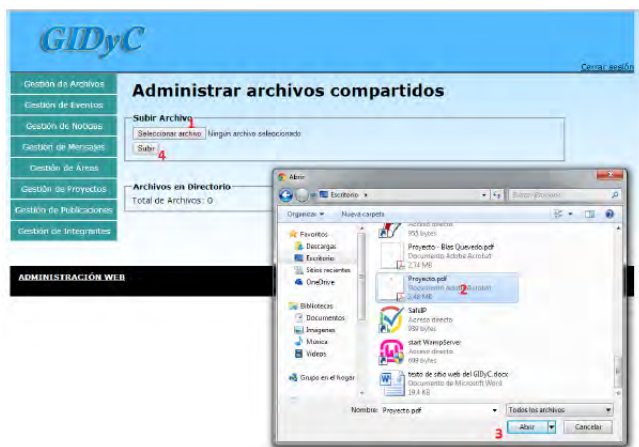 GIDyC
Cerrar sesión
Gestión de Archivos
Gestión de Eventos
Gestión de Noticias
Gestión de Mensajes
Gestión de Áreas
Gestión de Proyectos
Gestión de Publicaciones
Gestión de Integrantes
Administrar archivos compartidos
Subir Archivo
1
Seleccionar archivo Ningún archivo seleccionado
Subir
4
Archivos en Directorio
Total de Archivos: 0
ADMINISTRACIÓN WEB
Abrir
Escritorio
Organizar
Nueva carpeta
Favoritos
Descargas
Escritorio
Sitios recientes
OneDrive
Bibliotecas
Documentos
Imágenes
Música
Videos
Grupo en el hogar
Acceso directo
955 bytes
Proyecto - Blas Quevedo.pdf
Documento Adobe Acrobat
2,74 MB
Proyecto.pdf
Documento Adobe Acrobat
2
SafeIP
Acceso directo
start WampServer
Acceso directo
texto de sitio web del GIDyC.docx
Documento de Microsoft Word
Nombre: Proyecto.pdf
Todos los archivos
3
Abrir
Cancelar